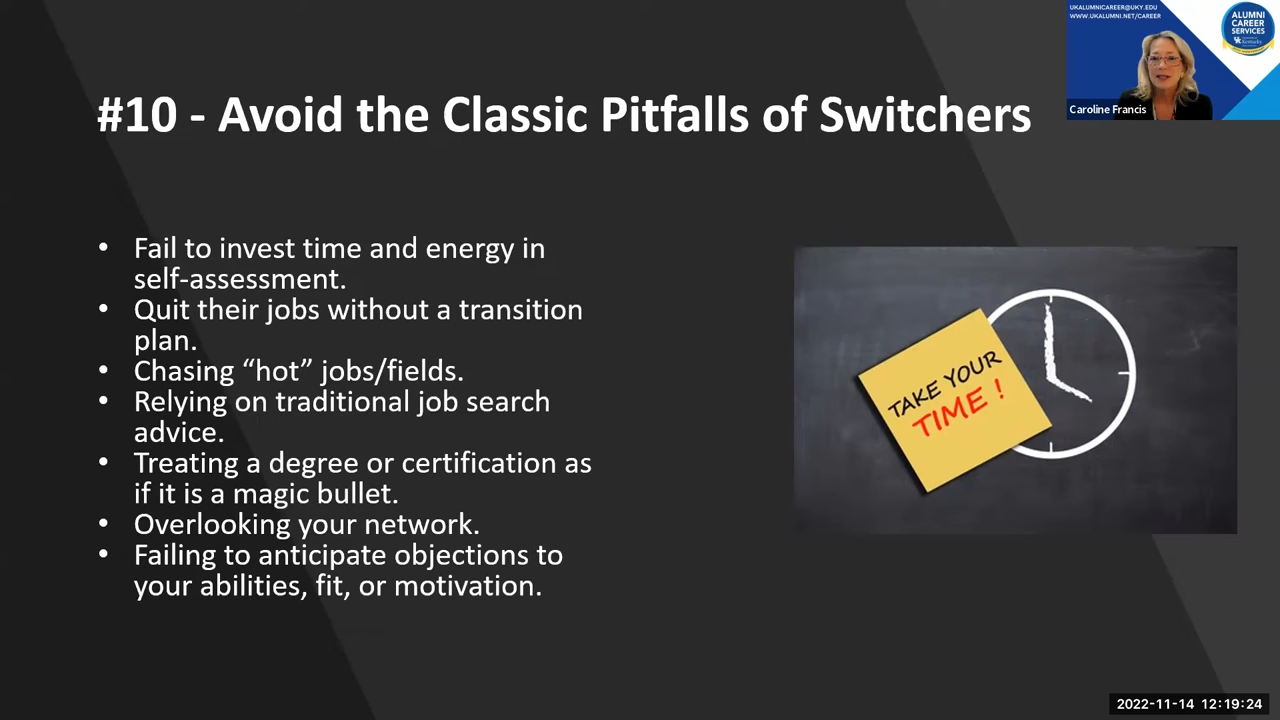 UKALUMNICAREER@UKY.EDU
WWW.UKALUMNI.NET/CAREER
ALUMNI
CAREER
SERVICES
UK
Kentucky
Caroline Francis
#10 - Avoid the Classic Pitfalls of Switchers
• Fail to invest time and energy in
self-assessment.
• Quit their jobs without a transition
plan.
• Chasing “hot” jobs/fields.
• Relying on traditional job search
advice.
• Treating a degree or certification as
if it is a magic bullet.
• Overlooking your network.
• Failing to anticipate objections to
your abilities, fit, or motivation.
TAKE YOUR
TIME !
2022-11-14 12:19:24